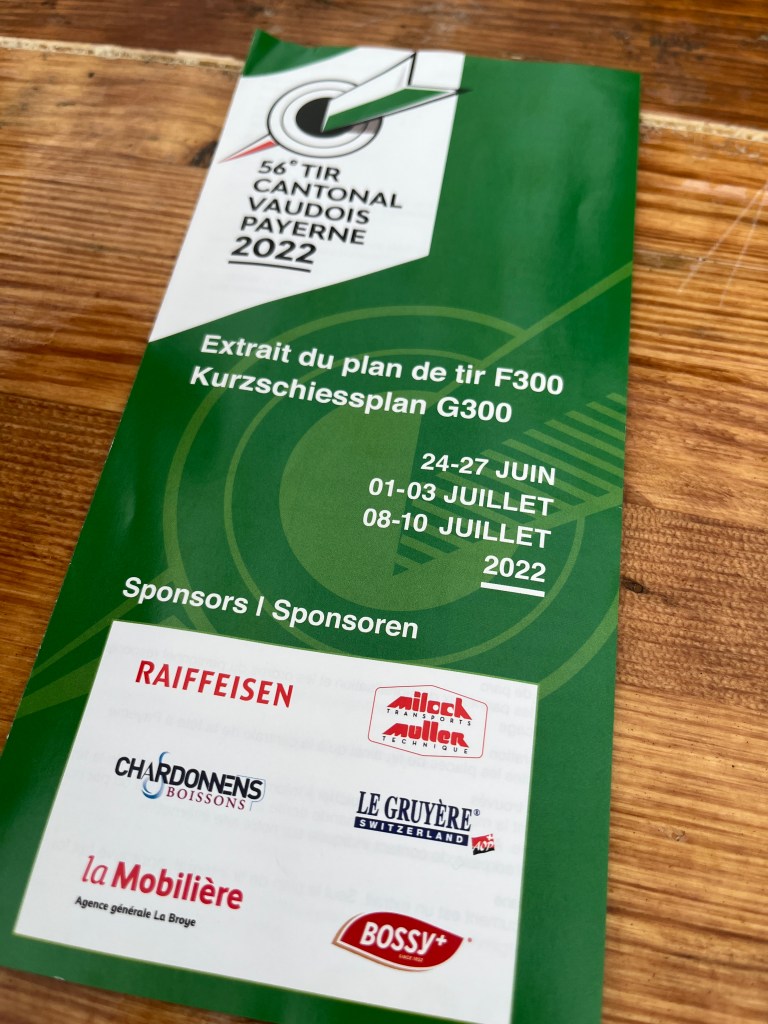 56e TIR
CANTONAL
VAUDOIS
PAYERNE
2022
Extrait du plan de tir F300
Kurzschiessplan G300
24-27 JUIN
01-03 JUILLET
08-10 JUILLET
2022
Sponsors | Sponsoren
RAIFFEISEN
miloch
TRANSPORTS
muller
TECHNIQUE
CHARDONNENS
BOISSONS
LE GRUYÈRE®
SWITZERLAND
AOP
la Mobilière
Agence générale La Broye
BOSSY+